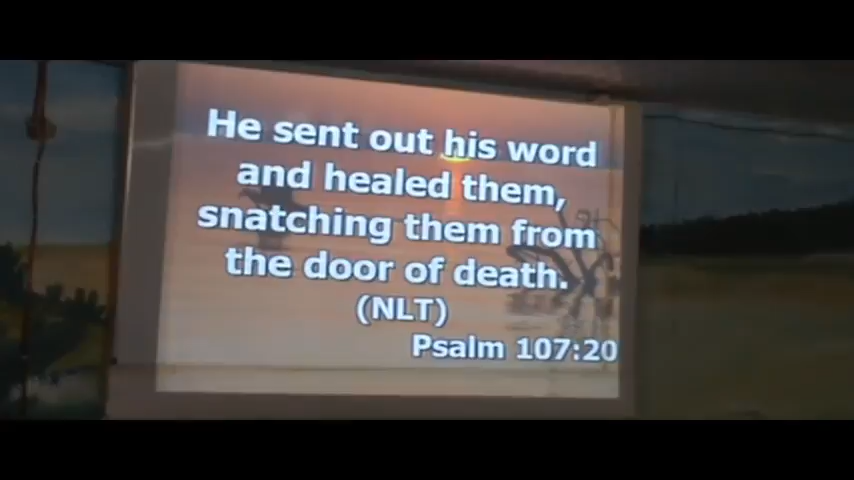 He sent out his word
and healed them,
snatching them from
the door of death.
(NLT)
Psalm 107:20